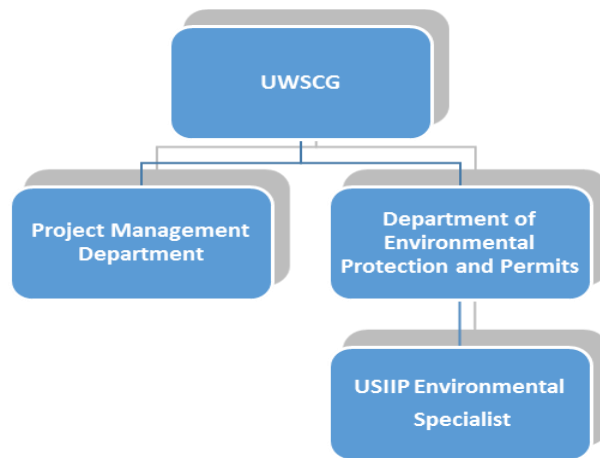 UWSCG
Project Management
Department
Department of
Environmental
Protection and Permits
USIIP Environmental
Specialist